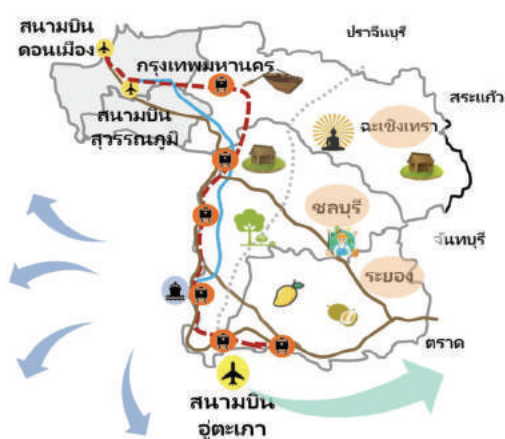 สนามบิน
ดอนเมือง
ปราจีนบุรี
กรุงเทพมหานคร
สระแก้ว
สนามบิน
สุวรรณภูมิ
ฉะเชิงเทรา
ชลบุรี
จันทบุรี
ระยอง
ตราด
สนามบิน
อู่ตะเภา